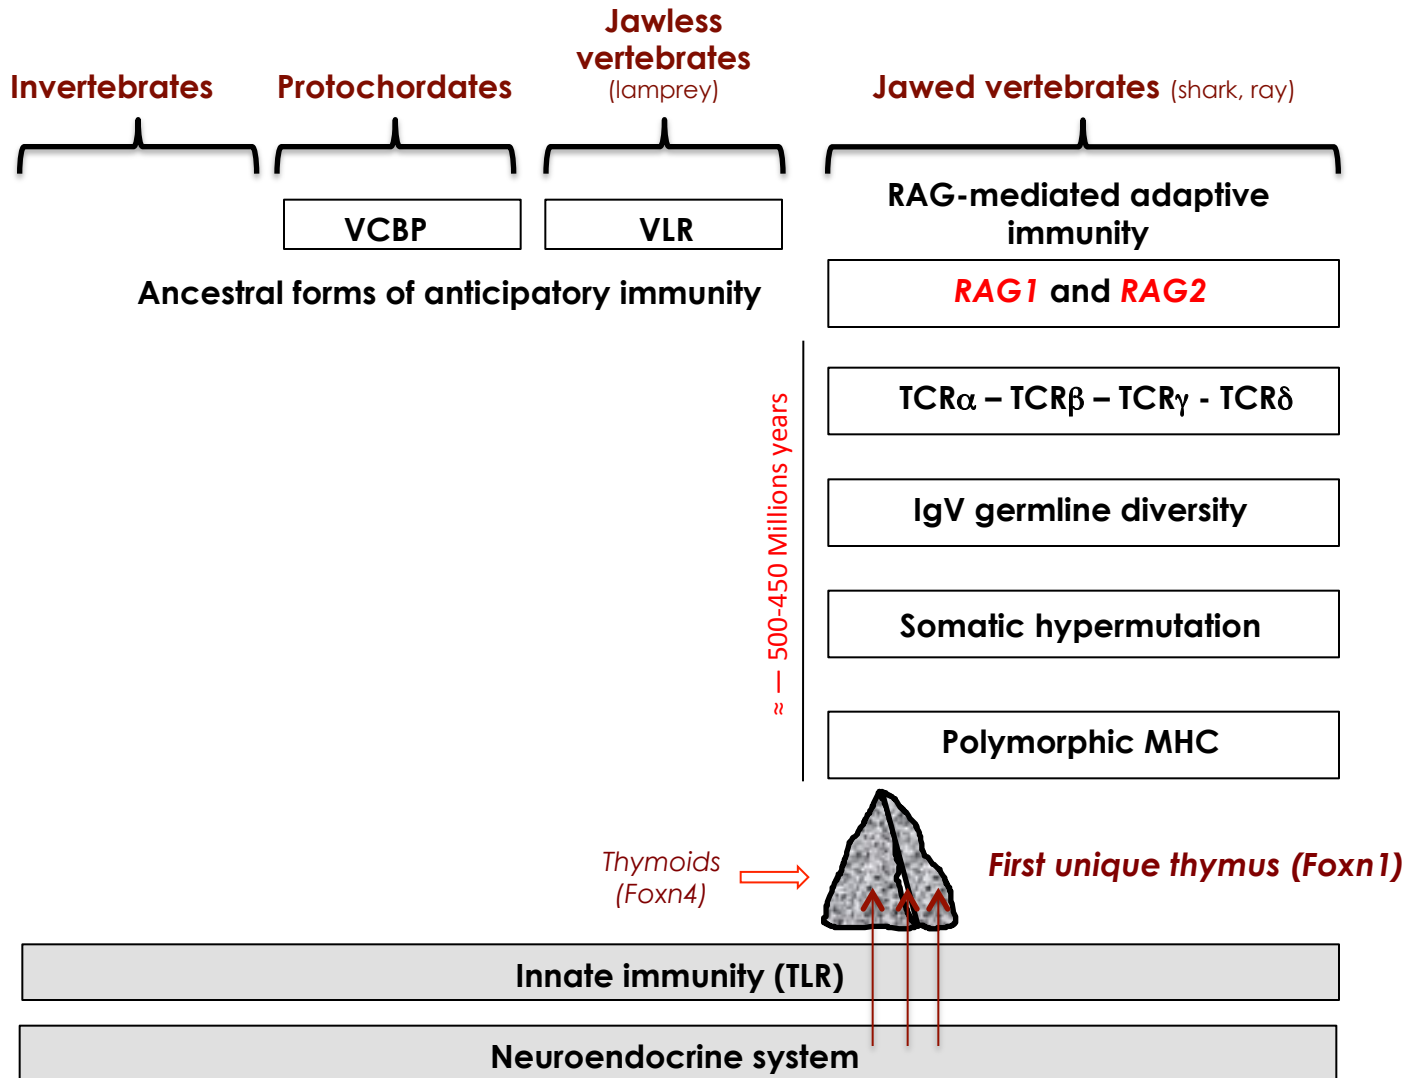 Jawless
vertebrates
(lamprey)
Invertebrates
Protochordates
Jawed vertebrates (shark, ray)
VCBP
VLR
RAG-mediated adaptive
immunity
Ancestral forms of anticipatory immunity
RAG1 and RAG2
TCRα – TCRβ – TCRγ - TCRδ
IgV germline diversity
Somatic hypermutation
Polymorphic MHC
≈ — 500-450 Millions years
Thymoids
(Foxn4)
First unique thymus (Foxn1)
Innate immunity (TLR)
Neuroendocrine system